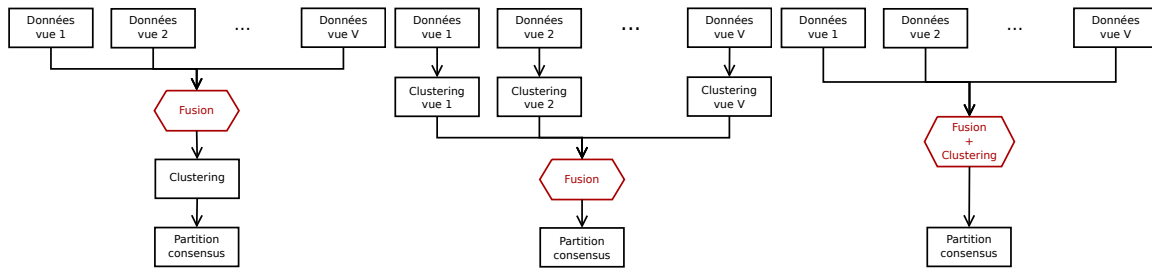 Données
vue 1
Données
vue 2
...
Données
vue V
Fusion
Clustering
Partition
consensus
Données
vue 1
Données
vue 2
...
Données
vue V
Clustering
vue 1
Clustering
vue 2
Clustering
vue V
Fusion
Partition
consensus
Données
vue 1
Données
vue 2
...
Données
vue V
Fusion
+
Clustering
Partition
consensus